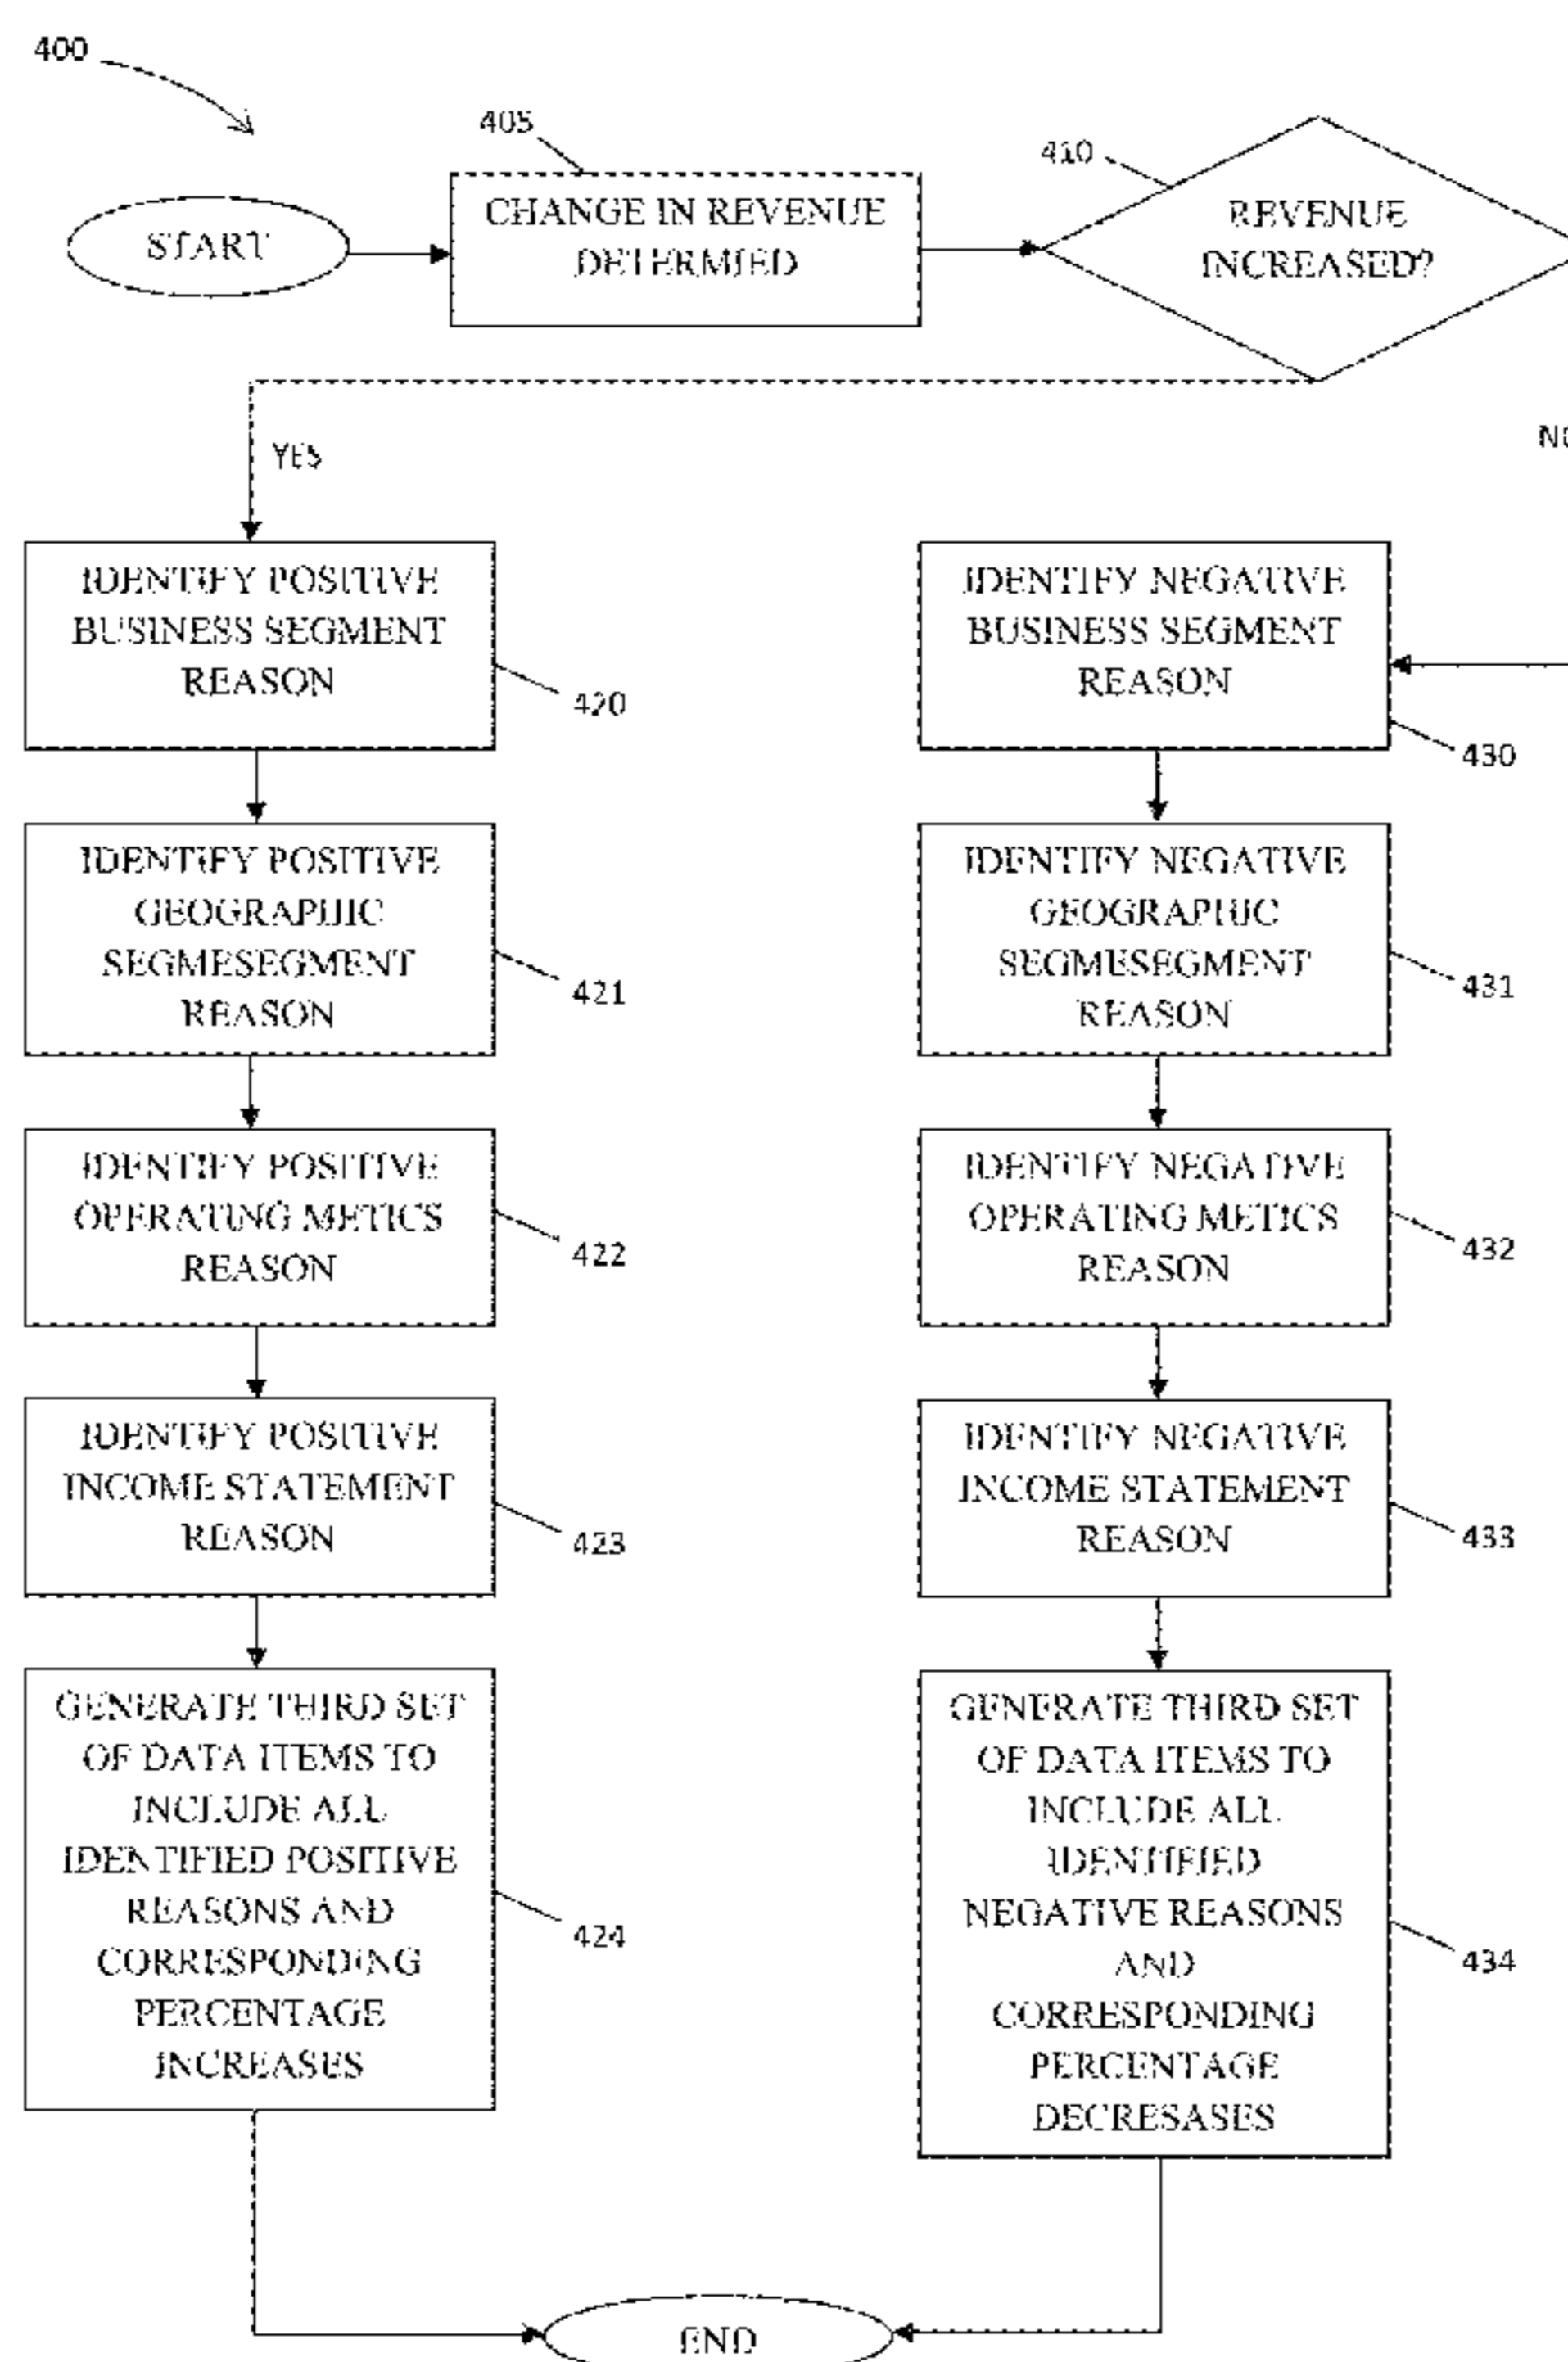 400
405
410
START
CHANGE IN REVENUE
DETERMIED
REVENUE
INCREASED?
YES
NO
IDENTIFY POSITIVE
BUSINESS SEGMENT
REASON
420
IDENTIFY POSITIVE
GEOGRAPHIC
SEGMESEGMENT
REASON
421
IDENTIFY POSITIVE
OPERATING METICS
REASON
422
IDENTIFY POSITIVE
INCOME STATEMENT
REASON
423
GENERATE THIRD SET
OF DATA ITEMS TO
INCLUDE ALL
IDENTIFIED POSITIVE
REASONS AND
CORRESPONDING
PERCENTAGE
INCREASES
424
IDENTIFY NEGATIVE
BUSINESS SEGMENT
REASON
430
IDENTIFY NEGATIVE
GEOGRAPHIC
SEGMESEGMENT
REASON
431
IDENTIFY NEGATIVE
OPERATING METICS
REASON
432
IDENTIFY NEGATIVE
INCOME STATEMENT
REASON
433
GENERATE THIRD SET
OF DATA ITEMS TO
INCLUDE ALL
IDENTIFIED
NEGATIVE REASONS
AND
CORRESPONDING
PERCENTAGE
DECRESASES
434
END